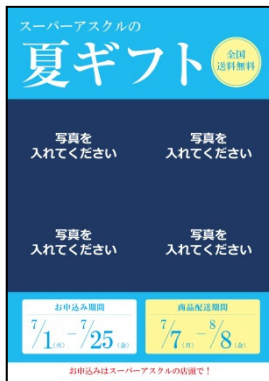 スーパーアスクルの
夏ギフト
全国
送料無料
写真を
入れてください
写真を
入れてください
写真を
入れてください
写真を
入れてください
お申込み期間
7/1(火) - 7/25(金)
商品配送期間
7/7(月) - 8/8(金)
お申込みはスーパーアスクルの店頭で!